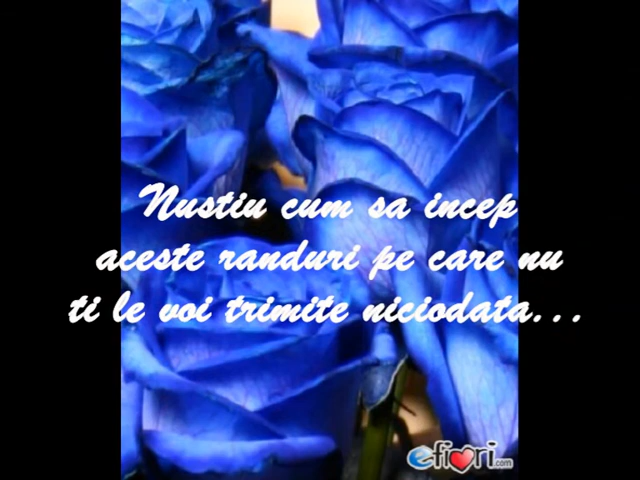 Nustiu cum sa incep
aceste randuri pe care nu
ti le voi trimite niciodata...
efiori.com